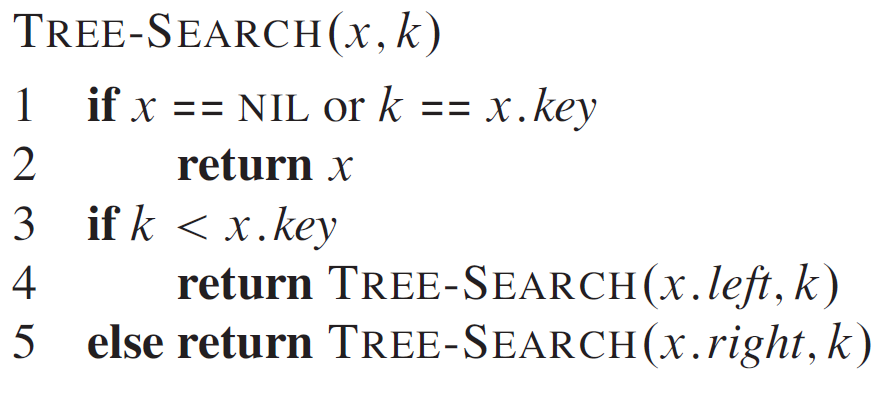 TREE-SEARCH(x, k)
1 if x == NIL or k == x.key
2 return x
3 if k < x.key
4 return TREE-SEARCH(x.left, k)
5 else return TREE-SEARCH(x.right, k)